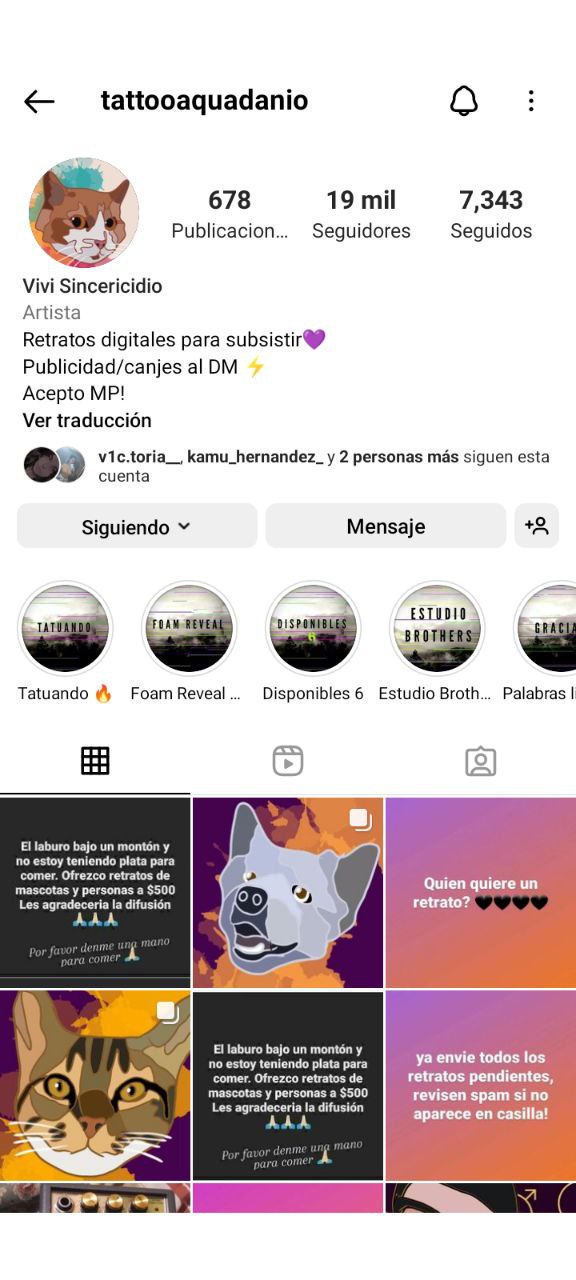 tattooaquadanio
678
19 mil
7,343
Publicacion...
Seguidores
Seguidos
Vivi Sincericidio
Artista
Retratos digitales para subsistir💜
Publicidad/canjes al DM ⚡
Acepto MP!
Ver traducción
v1c.toria__, kamu_hernandez_ y 2 personas más siguen esta
cuenta
Siguiendo
Mensaje
TATUANDO
FOAM REVEAL
DISPONIBLES
6
ESTUDIO
BROTHERS
GRACIA
Tatuando 🔥
Foam Reveal ...
Disponibles 6
Estudio Broth...
Palabras li
El laburo bajo un montón y
no estoy teniendo plata para
comer. Ofrezco retratos de
mascotas y personas a $500
Les agradeceria la difusión
🙏🏼🙏🏼🙏🏼
Por favor denme una mano
para comer 🙏🏼
Quien quiere un
retrato? 🖤🖤🖤🖤
El laburo bajo un montón y
no estoy teniendo plata para
comer. Ofrezco retratos de
mascotas y personas a $500
Les agradeceria la difusión
🙏🏼🙏🏼🙏🏼
Por favor denme una mano
para comer 🙏🏼
ya envie todos los
retratos pendientes,
revisen spam si no
aparece en casilla!